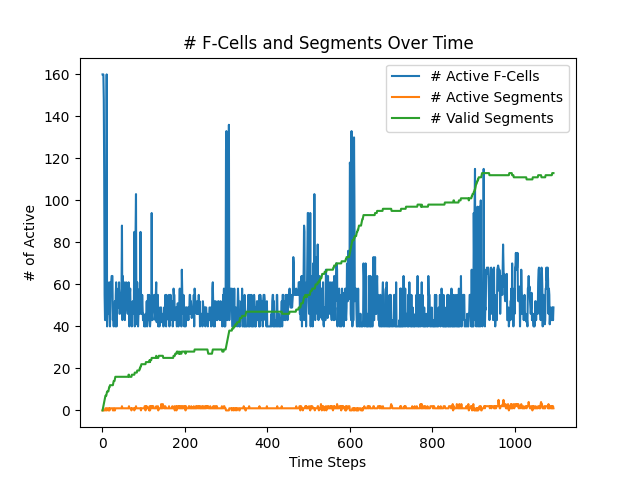 # F-Cells and Segments Over Time
# Active F-Cells
# Active Segments
# Valid Segments
# of Active
160
140
120
100
80
60
40
20
0
0 200 400 600 800 1000
Time Steps